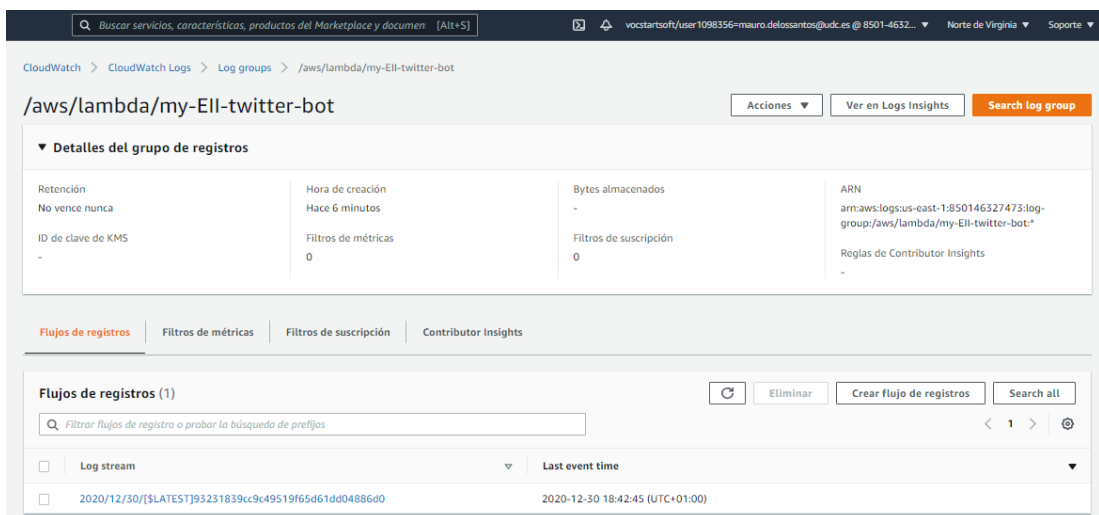 Buscar servicios, características, productos del Marketplace y documen [Alt+S]
vocstartsoft/user1098356=mauro.delossantos@udc.es @ 8501-4632... ▼ Norte de Virginia ▼ Soporte ▼
CloudWatch > CloudWatch Logs > Log groups > /aws/lambda/my-EII-twitter-bot
/aws/lambda/my-EII-twitter-bot
Acciones ▼ Ver en Logs Insights Search log group
▼ Detalles del grupo de registros
Retención
No vence nunca
ID de clave de KMS
-
Hora de creación
Hace 6 minutos
Filtros de métricas
0
Bytes almacenados
-
Filtros de suscripción
0
ARN
arn:aws:logs:us-east-1:850146327473:log-
group:/aws/lambda/my-EII-twitter-bot:*
Reglas de Contributor Insights
-
Flujos de registros Filtros de métricas Filtros de suscripción Contributor Insights
Flujos de registros (1)
Eliminar Crear flujo de registros Search all
Filtrar flujos de registro o probar la búsqueda de prefijos
< 1 >
Log stream Last event time
2020/12/30/[$LATEST]93231839cc9c49519f65d61dd04886d0 2020-12-30 18:42:45 (UTC+01:00)